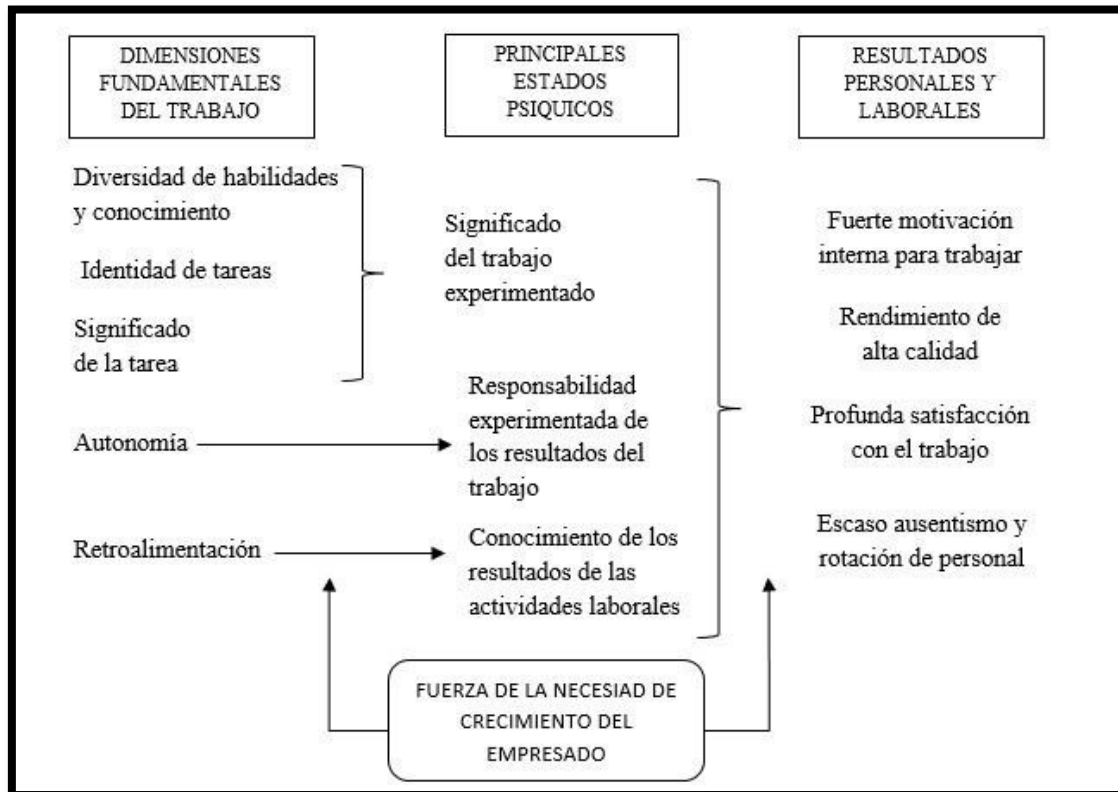 DIMENSIONES
FUNDAMENTALES
DEL TRABAJO
PRINCIPALES
ESTADOS
PSIQUICOS
RESULTADOS
PERSONALES Y
LABORALES
Diversidad de habilidades
y conocimiento
Identidad de tareas
Significado
de la tarea
Autonomía
Retroalimentación
Significado
del trabajo
experimentado
Responsabilidad
experimentada de
los resultados del
trabajo
Conocimiento de los
resultados de las
actividades laborales
Fuerte motivación
interna para trabajar
Rendimiento de
alta calidad
Profunda satisfacción
con el trabajo
Escaso ausentismo y
rotación de personal
FUERZA DE LA NECESIAD DE
CRECIMIENTO DEL
EMPRESADO